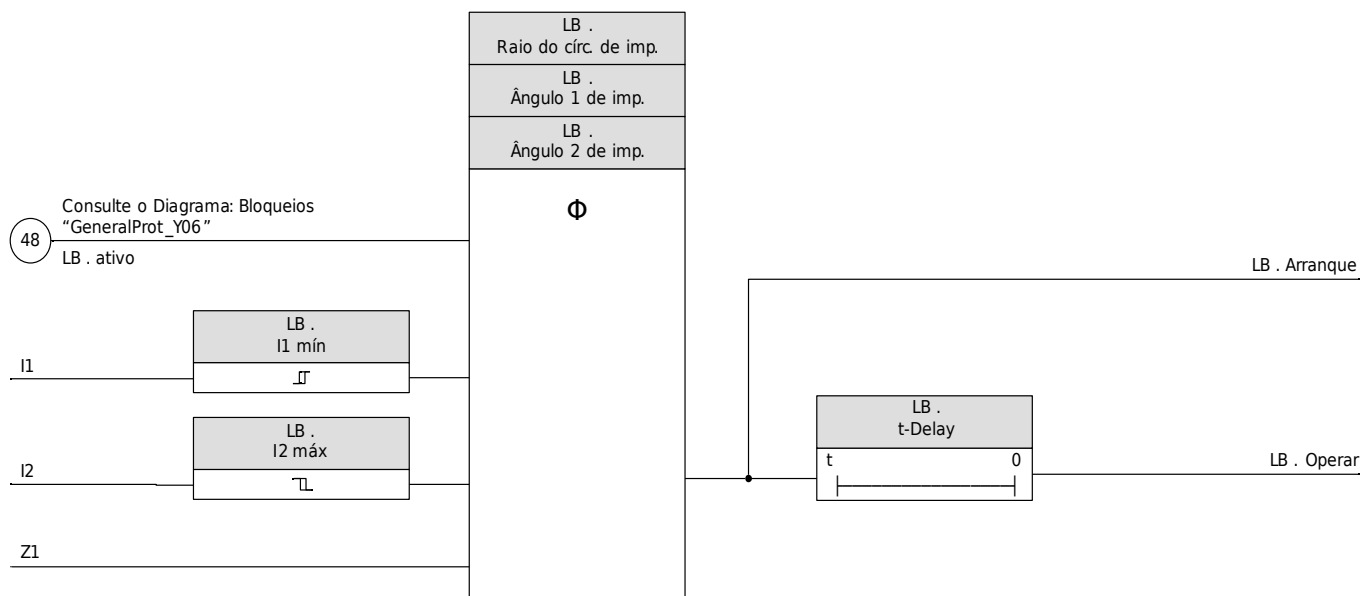 LB .
Raio do círc. de imp.
LB .
Ângulo 1 de imp.
LB .
Ângulo 2 de imp.
Φ
Consulte o Diagrama: Bloqueios
“GeneralProt_Y06”
48
LB . ativo
LB . Arranque
LB .
I1 mín
I1
LB .
I2 máx
I2
LB .
t-Delay
t 0
LB . Operar
Z1